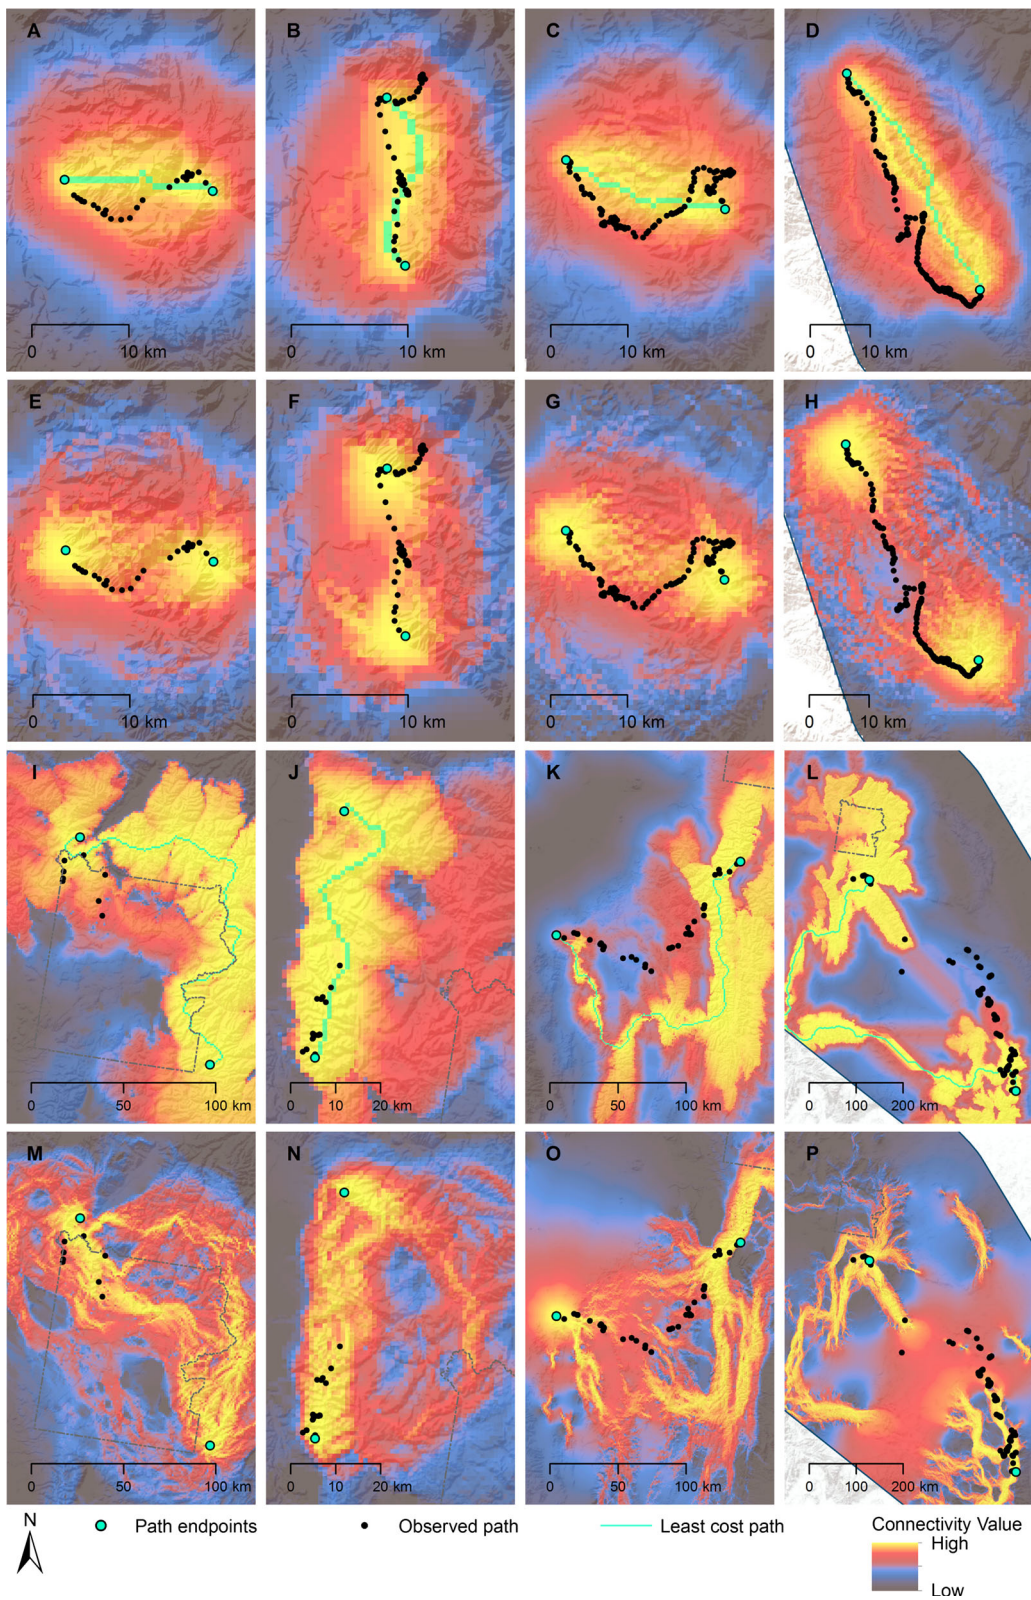 A B C D
0 10 km 0 10 km 0 10 km 0 10 km
E F G H
0 10 km 0 10 km 0 10 km 0 10 km
I J K L
0 50 100 km 0 10 20 km 0 50 100 km 0 100 200 km
M N O P
0 50 100 km 0 10 20 km 0 50 100 km 0 100 200 km
N
Path endpoints Observed path Least cost path Connectivity Value
High
Low